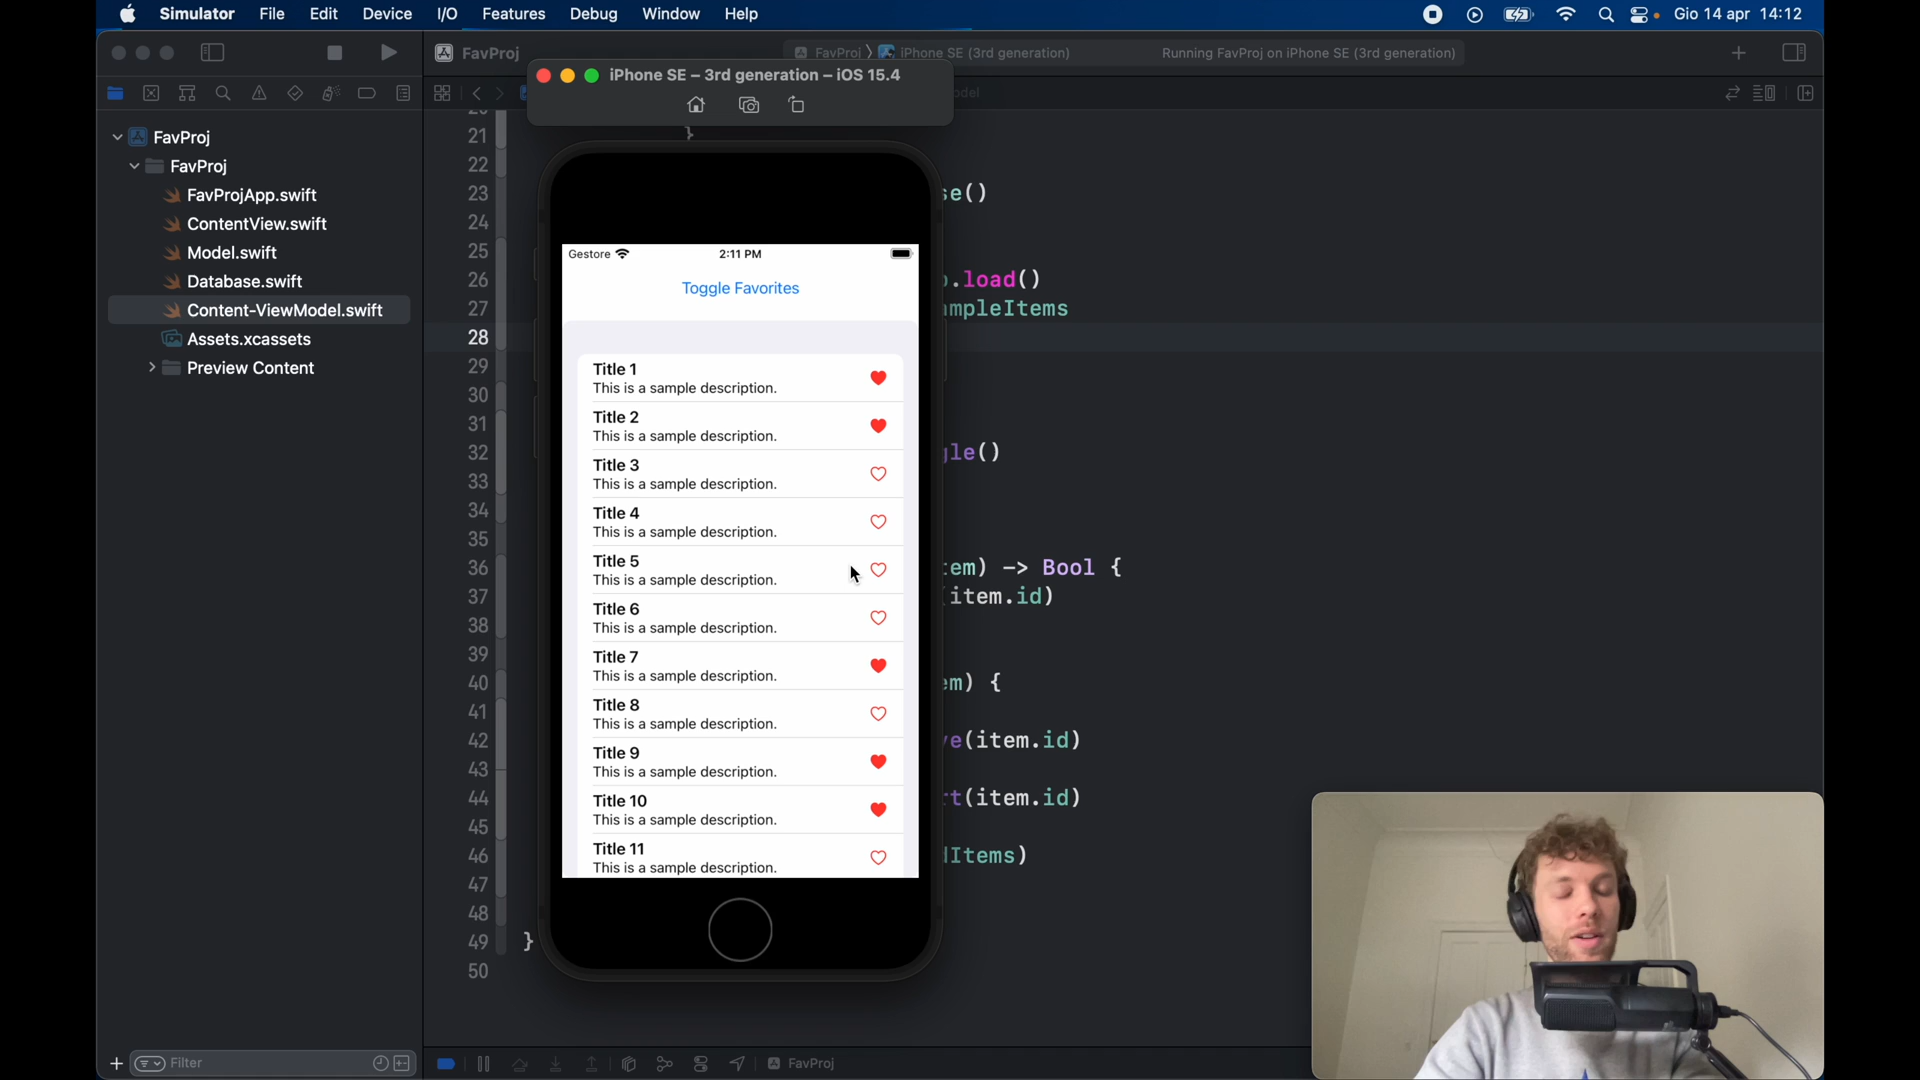 Simulator File Edit Device I/O Features Debug Window Help Gio 14 apr 14:12
FavProj FavProj iPhone SE (3rd generation) Running FavProj on iPhone SE (3rd generation)
iPhone SE – 3rd generation – iOS 15.4
odel
FavProj
FavProj
FavProjApp.swift
ContentView.swift
Model.swift
Database.swift
Content-ViewModel.swift
Assets.xcassets
Preview Content
21 }
22
23 se()
24
25
26 .load()
27 ampleItems
28
29
30
31
32 gle()
33
34
35
36 tem) -> Bool {
37 (item.id)
38
39
40 em) {
41
42 ve(item.id)
43
44 rt(item.id)
45
46 dItems)
47
48
49 }
50
Gestore 2:11 PM
Toggle Favorites
Title 1
This is a sample description.
Title 2
This is a sample description.
Title 3
This is a sample description.
Title 4
This is a sample description.
Title 5
This is a sample description.
Title 6
This is a sample description.
Title 7
This is a sample description.
Title 8
This is a sample description.
Title 9
This is a sample description.
Title 10
This is a sample description.
Title 11
This is a sample description.
Filter FavProj